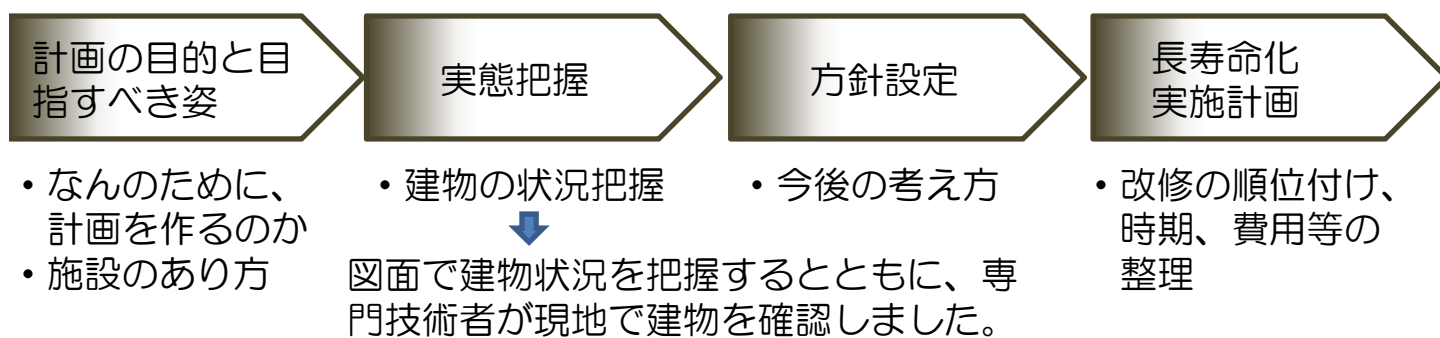 計画の目的と目
指すべき姿
実態把握
方針設定
長寿命化
実施計画
・なんのために、
計画を作るのか
・施設のあり方
・建物の状況把握
図面で建物状況を把握するとともに、専
門技術者が現地で建物を確認しました。
・今後の考え方
・改修の順位付け、
時期、費用等の
整理